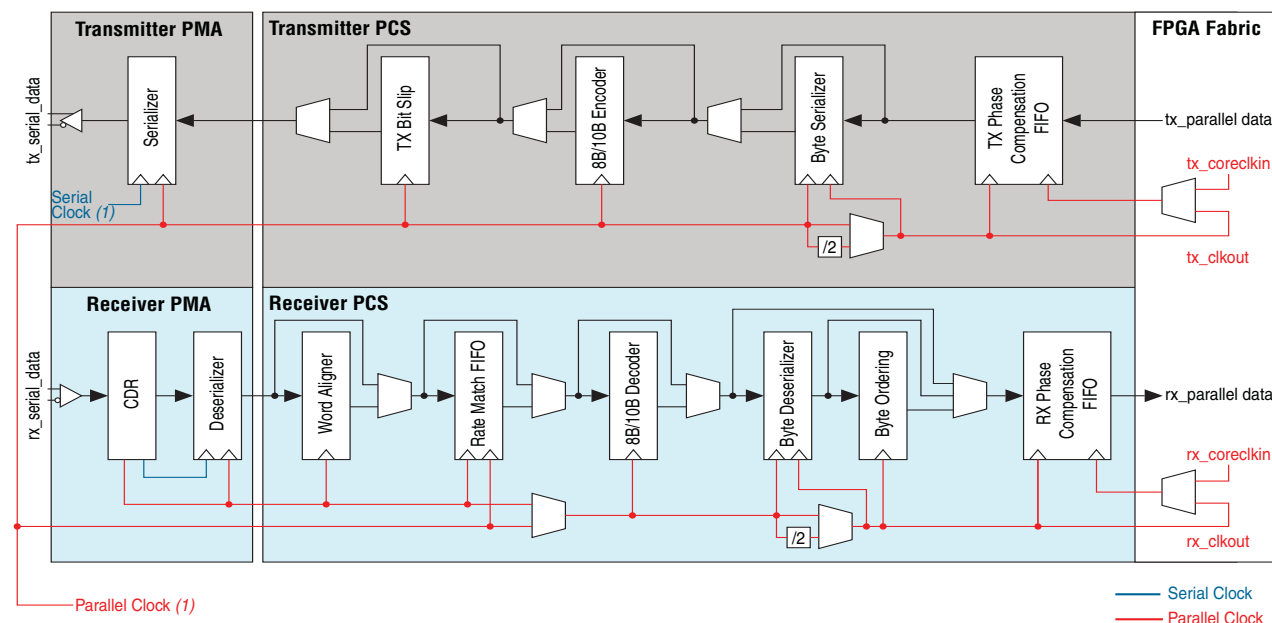 Transmitter PMA
Transmitter PCS
FPGA Fabric
tx_serial_data
Serializer
TX Bit Slip
8B/10B Encoder
Byte Serializer
TX Phase
Compensation
FIFO
tx_parallel data
tx_coreclkin
Serial
Clock (1)
/2
tx_clkout
Receiver PMA
Receiver PCS
rx_serial_data
CDR
Deserializer
Word Aligner
Rate Match FIFO
8B/10B Decoder
Byte Deserializer
Byte Ordering
RX Phase
Compensation
FIFO
rx_parallel data
rx_coreclkin
/2
rx_clkout
Parallel Clock (1)
Serial Clock
Parallel Clock